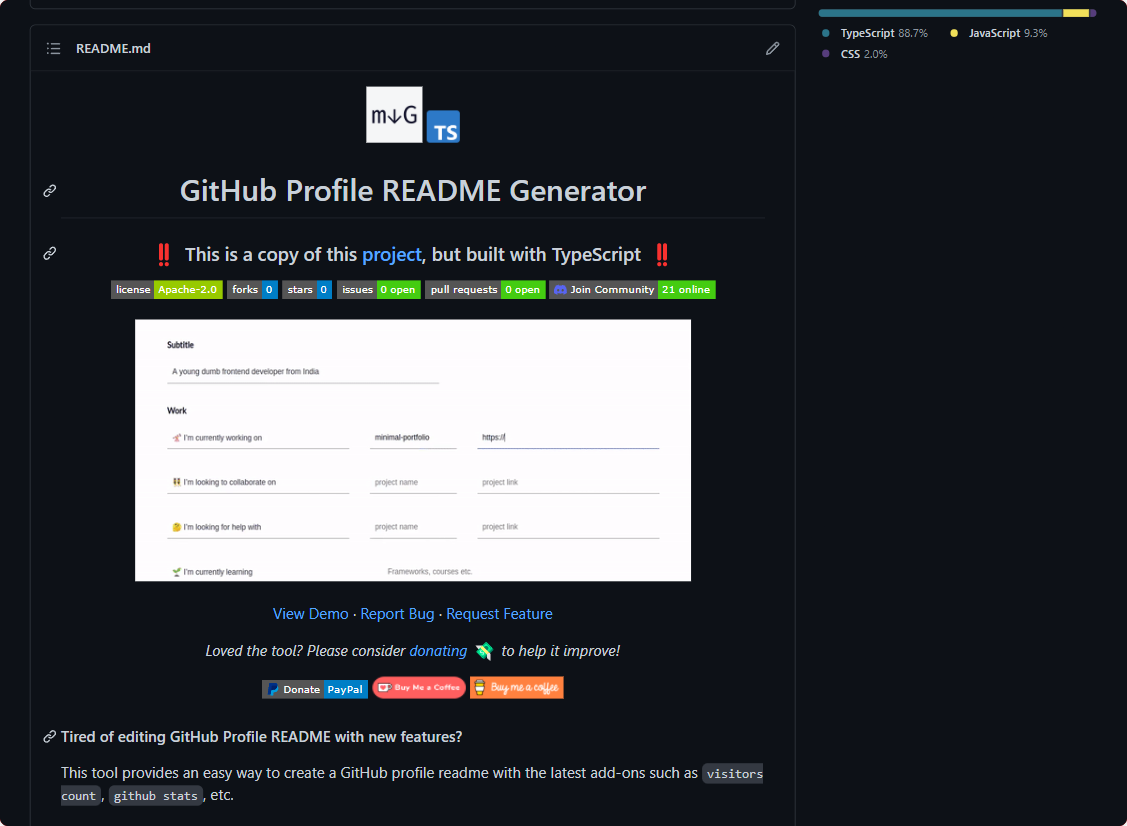 README.md
m↓G
TS
GitHub Profile README Generator
‼ This is a copy of this project, but built with TypeScript ‼
license Apache-2.0 forks 0 stars 0 issues 0 open pull requests 0 open Join Community 21 online
Subtitle
A young dumb frontend developer from India
Work
I'm currently working on minimal-portfolio https://
I'm looking to collaborate on project name project link
I'm looking for help with project name project link
I'm currently learning Frameworks, courses etc.
View Demo · Report Bug · Request Feature
Loved the tool? Please consider donating 💸 to help it improve!
Donate PayPal Buy Me a Coffee Buy me a coffee
Tired of editing GitHub Profile README with new features?
This tool provides an easy way to create a GitHub profile readme with the latest add-ons such as visitors
count, github stats, etc.
TypeScript 88.7% JavaScript 9.3%
CSS 2.0%